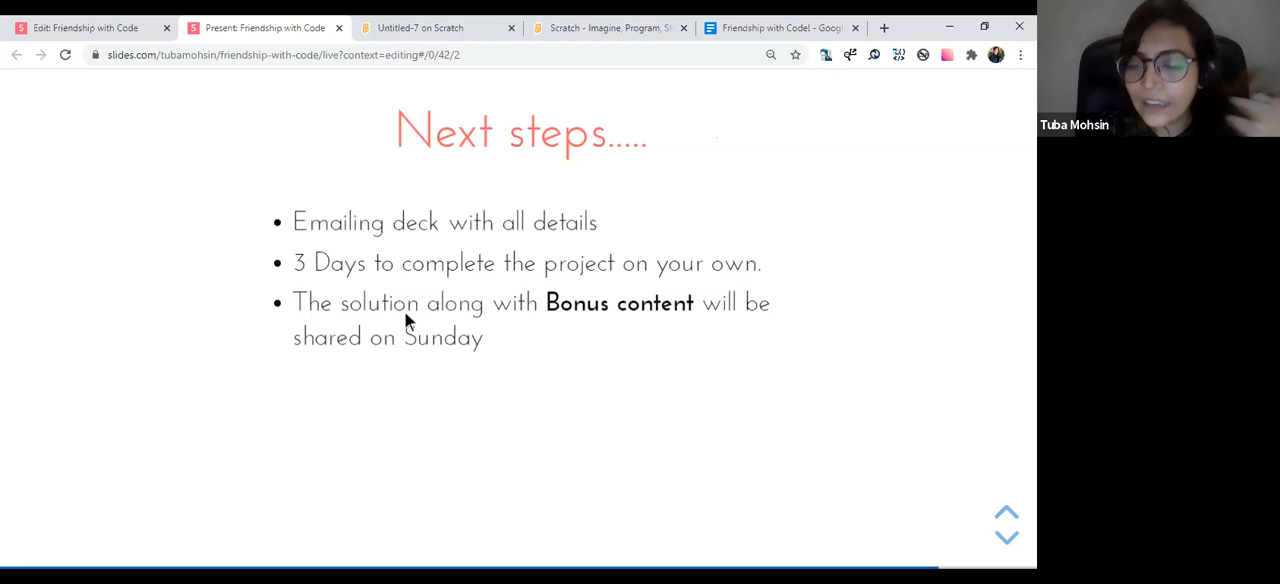 Edit: Friendship with Code
Present: Friendship with Code
Untitled-7 on Scratch
Scratch - Imagine, Program, Sh
Friendship with Code! - Googl
slides.com/tubamohsin/friendship-with-code/live?context=editing#/0/42/2
Tuba Mohsin
Next steps.....
• Emailing deck with all details
• 3 Days to complete the project on your own.
• The solution along with Bonus content will be
shared on Sunday